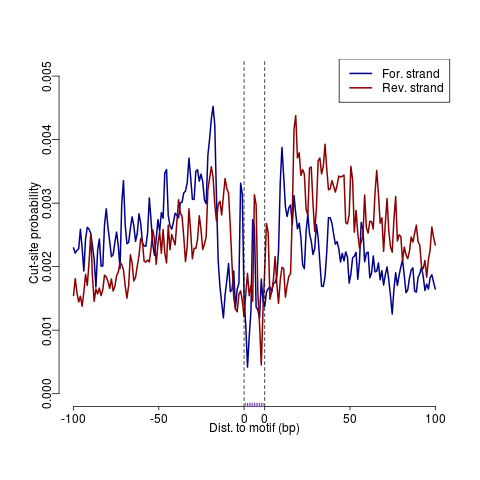 For. strand
Rev. strand
Cut-site probability
0.005
0.004
0.003
0.002
0.001
0.000
-100 -50 0 0 50 100
Dist. to motif (bp)